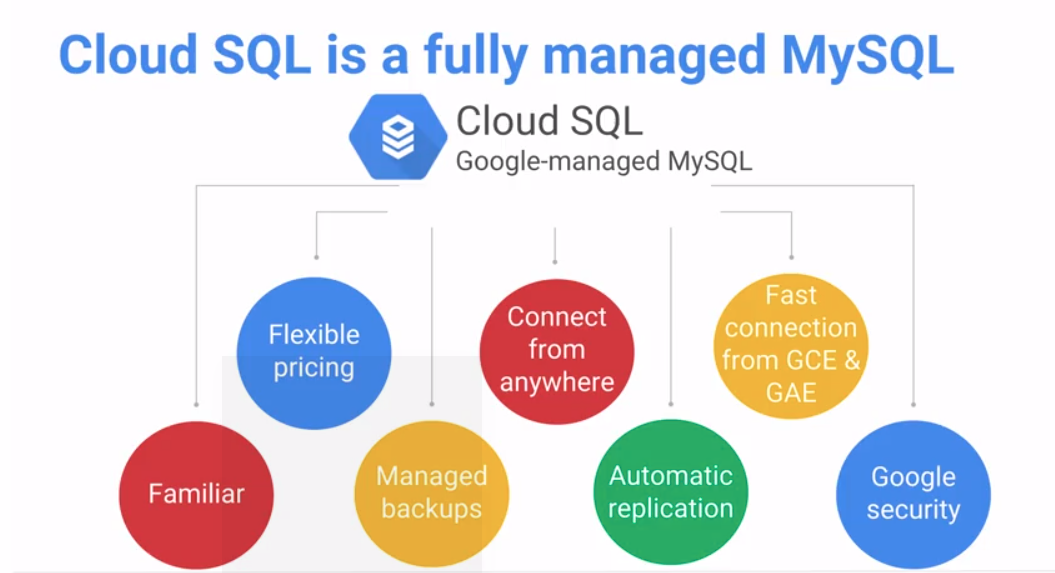 Cloud SQL is a fully managed MySQL
Cloud SQL
Google-managed MySQL
Familiar
Flexible
pricing
Managed
backups
Connect
from
anywhere
Automatic
replication
Fast
connection
from GCE &
GAE
Google
security